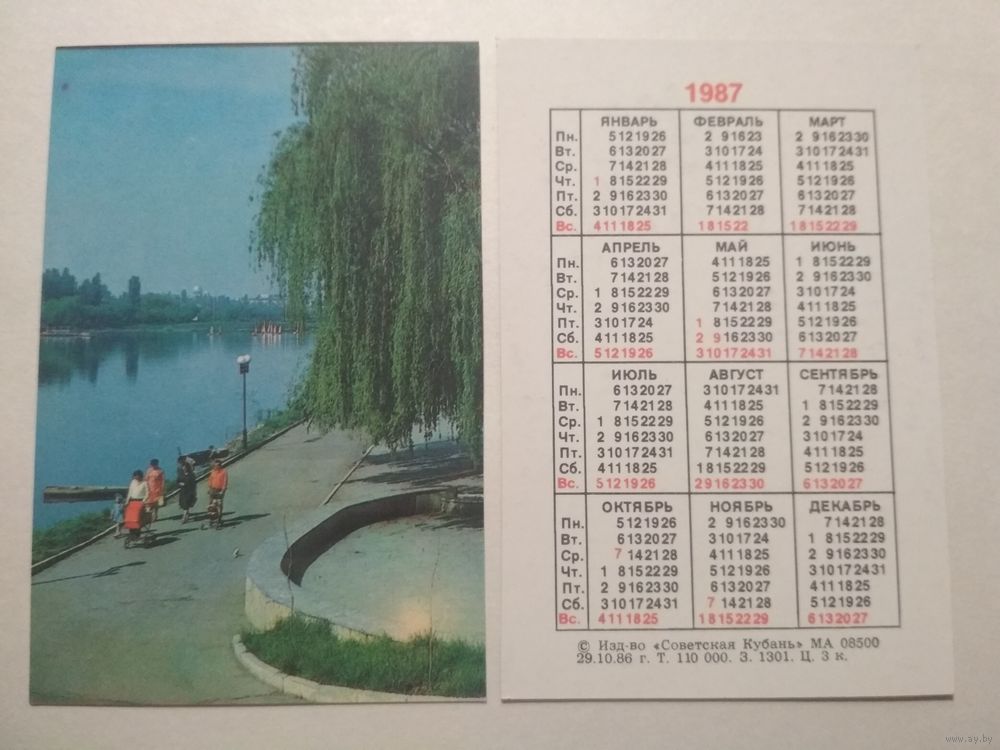 1987
ЯНВАРЬ ФЕВРАЛЬ МАРТ
Пн. 5 12 19 26 2 9 16 23 2 9 16 23 30
Вт. 6 13 20 27 3 10 17 24 3 10 17 24 31
Ср. 7 14 21 28 4 11 18 25 4 11 18 25
Чт. 1 8 15 22 29 5 12 19 26 5 12 19 26
Пт. 2 9 16 23 30 6 13 20 27 6 13 20 27
Сб. 3 10 17 24 31 7 14 21 28 7 14 21 28
Вс. 4 11 18 25 1 8 15 22 1 8 15 22 29
АПРЕЛЬ МАЙ ИЮНЬ
Пн. 6 13 20 27 4 11 18 25 1 8 15 22 29
Вт. 7 14 21 28 5 12 19 26 2 9 16 23 30
Ср. 1 8 15 22 29 6 13 20 27 3 10 17 24
Чт. 2 9 16 23 30 7 14 21 28 4 11 18 25
Пт. 3 10 17 24 1 8 15 22 29 5 12 19 26
Сб. 4 11 18 25 2 9 16 23 30 6 13 20 27
Вс. 5 12 19 26 3 10 17 24 31 7 14 21 28
ИЮЛЬ АВГУСТ СЕНТЯБРЬ
Пн. 6 13 20 27 3 10 17 24 31 7 14 21 28
Вт. 7 14 21 28 4 11 18 25 1 8 15 22 29
Ср. 1 8 15 22 29 5 12 19 26 2 9 16 23 30
Чт. 2 9 16 23 30 6 13 20 27 3 10 17 24
Пт. 3 10 17 24 31 7 14 21 28 4 11 18 25
Сб. 4 11 18 25 1 8 15 22 29 5 12 19 26
Вс. 5 12 19 26 2 9 16 23 30 6 13 20 27
ОКТЯБРЬ НОЯБРЬ ДЕКАБРЬ
Пн. 5 12 19 26 2 9 16 23 30 7 14 21 28
Вт. 6 13 20 27 3 10 17 24 1 8 15 22 29
Ср. 7 14 21 28 4 11 18 25 2 9 16 23 30
Чт. 1 8 15 22 29 5 12 19 26 3 10 17 24 31
Пт. 2 9 16 23 30 6 13 20 27 4 11 18 25
Сб. 3 10 17 24 31 7 14 21 28 5 12 19 26
Вс. 4 11 18 25 1 8 15 22 29 6 13 20 27
© Изд-во «Советская Кубань» МА 08500
29.10.86 г. Т. 110 000. З. 1301. Ц. 3 к.
www.ay.by